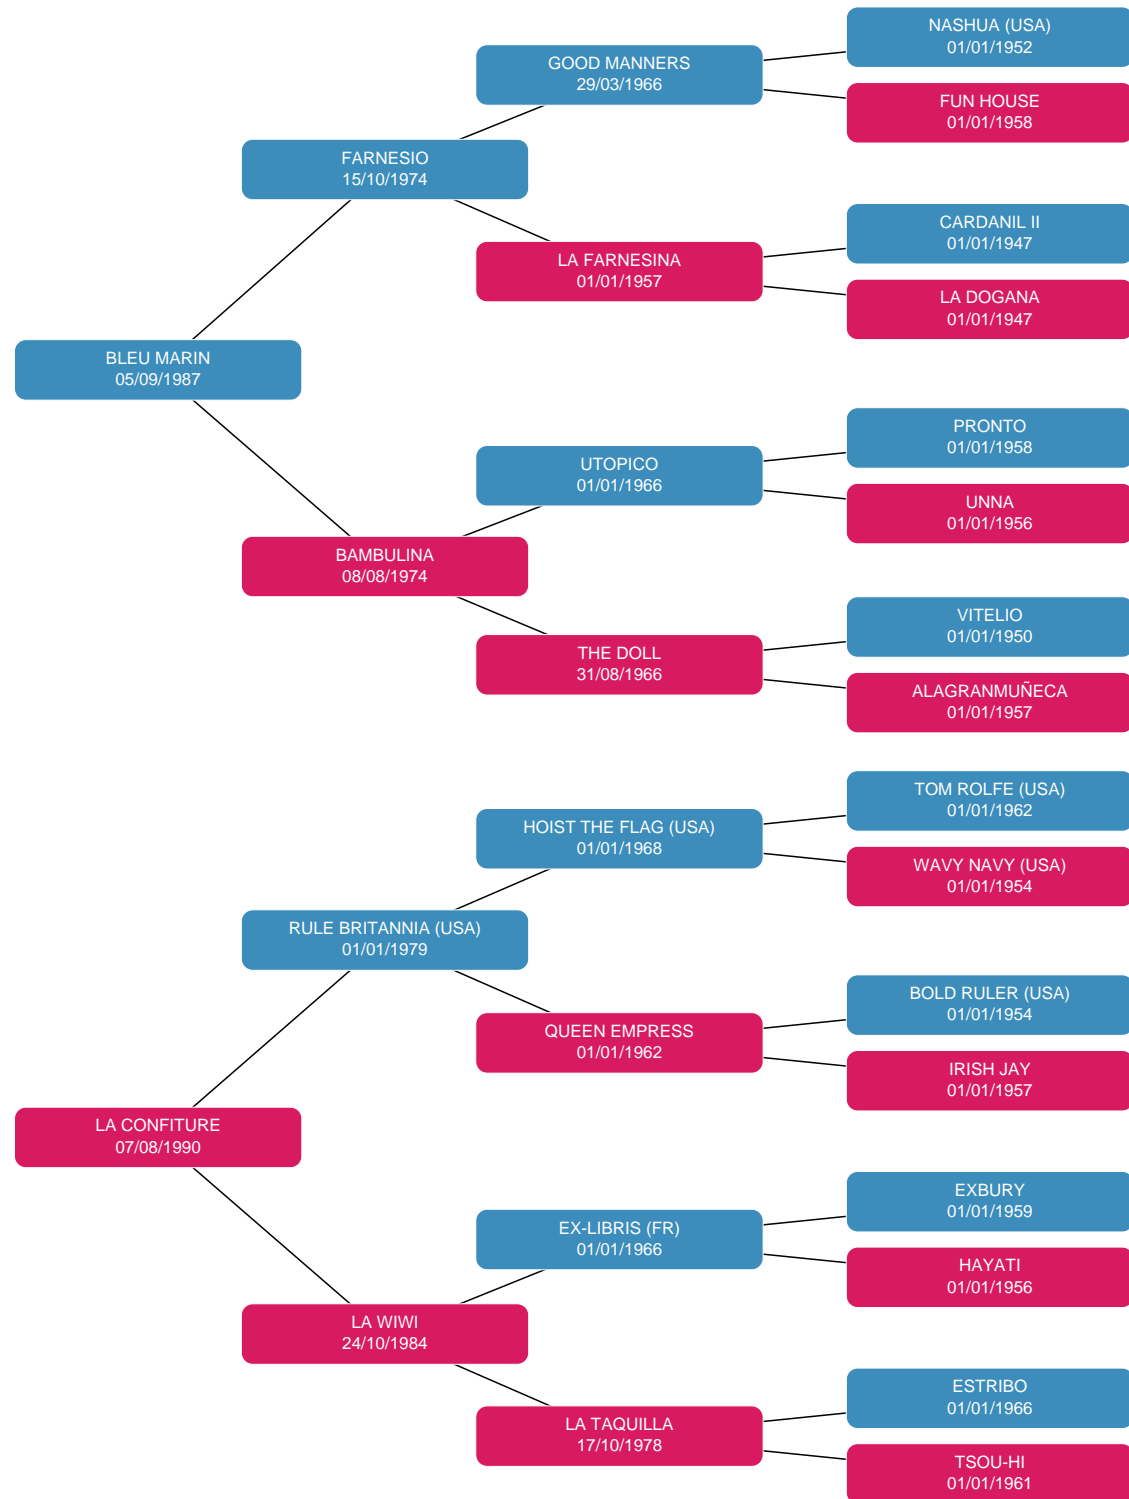 NASHUA (USA)
01/01/1952
GOOD MANNERS
29/03/1966
FUN HOUSE
01/01/1958
FARNESIO
15/10/1974
CARDANIL II
01/01/1947
LA FARNESINA
01/01/1957
LA DOGANA
01/01/1947
BLEU MARIN
05/09/1987
PRONTO
01/01/1958
UTOPICO
01/01/1966
UNNA
01/01/1956
BAMBULINA
08/08/1974
VITELIO
01/01/1950
THE DOLL
31/08/1966
ALAGRANMUÑECA
01/01/1957
TOM ROLFE (USA)
01/01/1962
HOIST THE FLAG (USA)
01/01/1968
WAVY NAVY (USA)
01/01/1954
RULE BRITANNIA (USA)
01/01/1979
BOLD RULER (USA)
01/01/1954
QUEEN EMPRESS
01/01/1962
IRISH JAY
01/01/1957
LA CONFITURE
07/08/1990
EXBURY
01/01/1959
EX-LIBRIS (FR)
01/01/1966
HAYATI
01/01/1956
LA WIWI
24/10/1984
ESTRIBO
01/01/1966
LA TAQUILLA
17/10/1978
TSOU-HI
01/01/1961